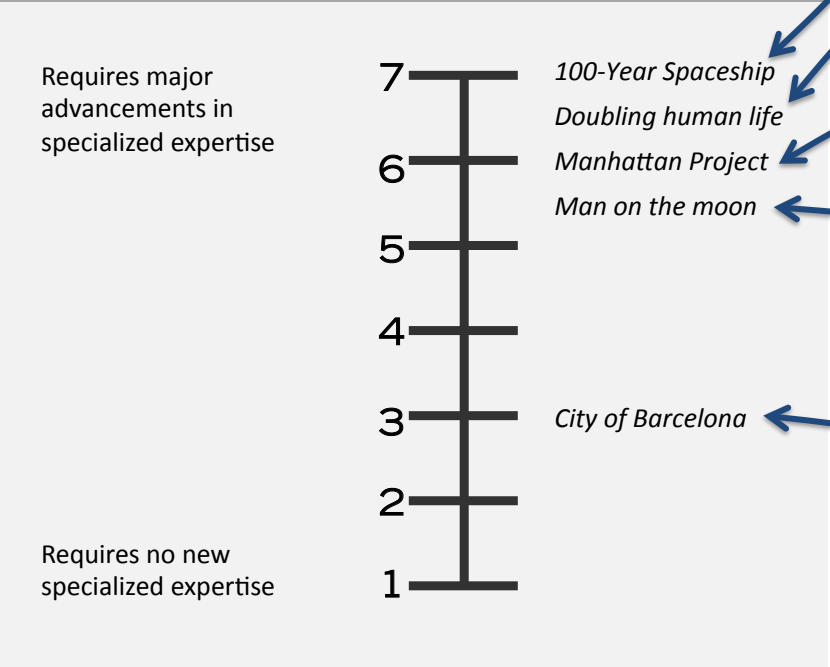 Requires major
advancements in
specialized expertise
7
100-Year Spaceship
Doubling human life
6
Manhattan Project
Man on the moon
5
4
3
City of Barcelona
2
Requires no new
specialized expertise
1